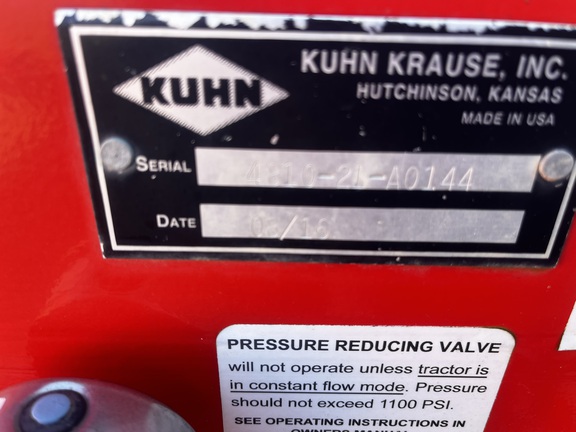 KUHN
KUHN KRAUSE, INC.
HUTCHINSON, KANSAS
MADE IN USA
SERIAL
DATE
PRESSURE REDUCING VALVE
will not operate unless tractor is
in constant flow mode. Pressure
should not exceed 1100 PSI.
SEE OPERATING INSTRUCTIONS IN